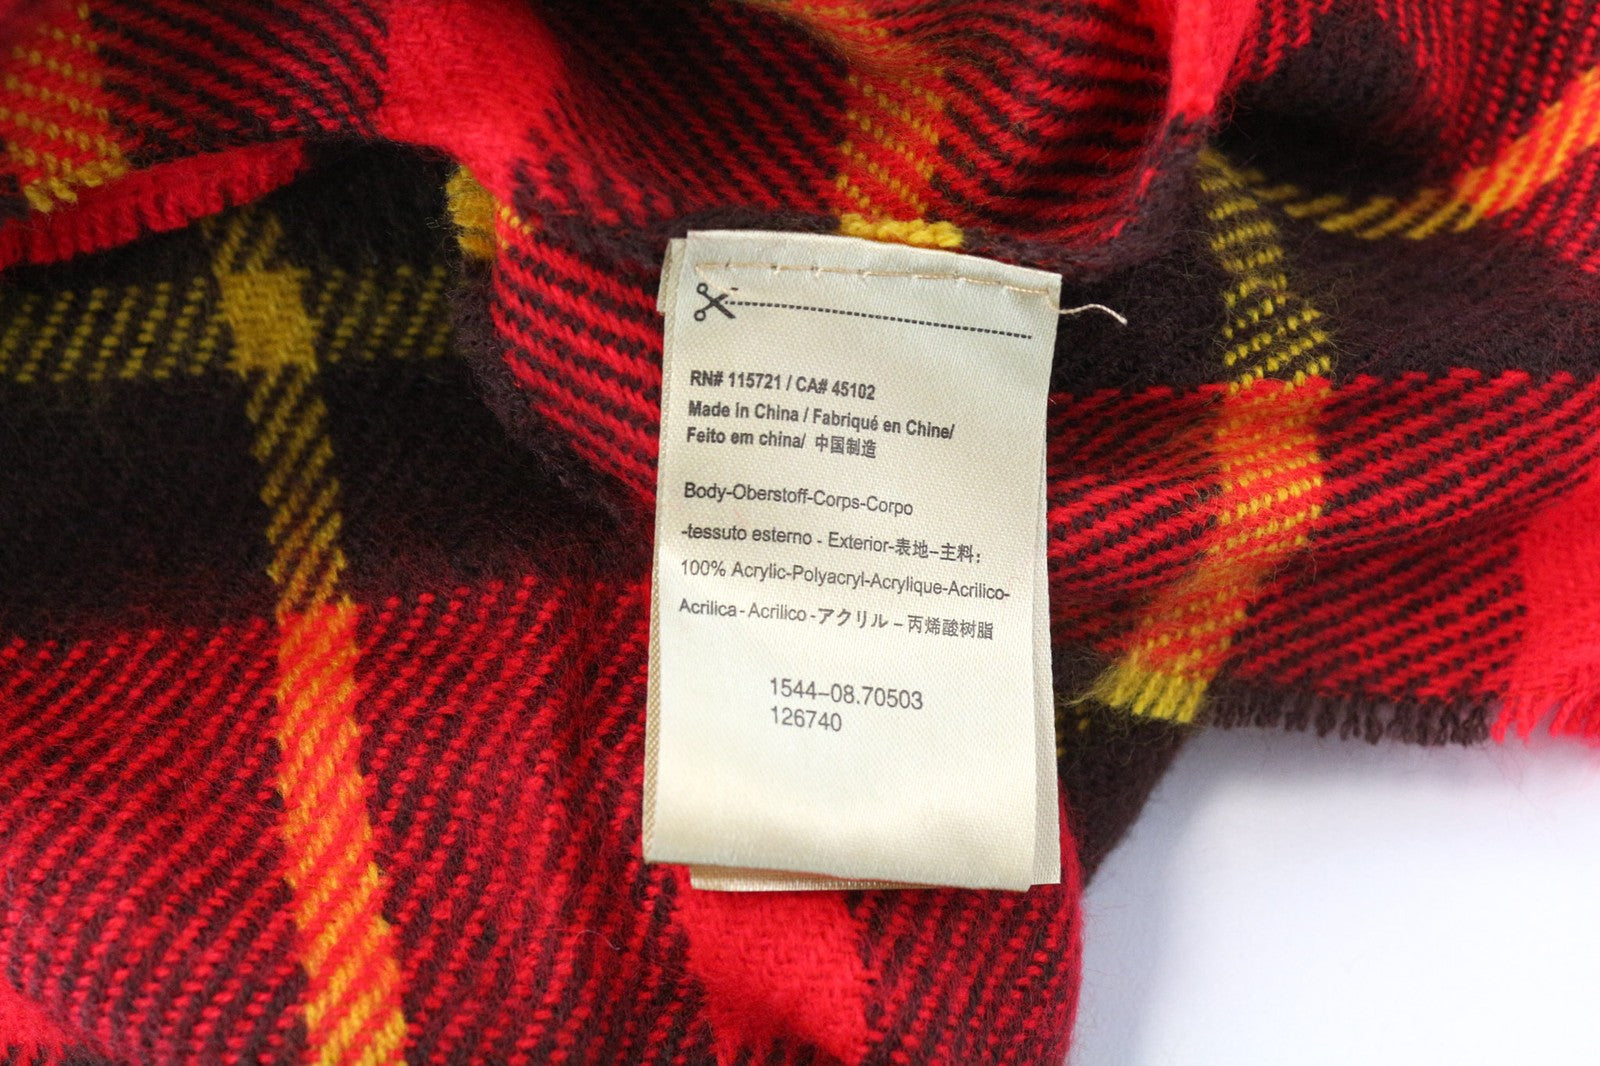 RN# 115721 / CA# 45102
Made in China / Fabriqué en Chine/
Feito em china/ 中国制造
Body-Oberstoff-Corps-Corpo
-tessuto esterno - Exterior-表地-主料:
100% Acrylic-Polyacryl-Acrylique-Acrilico-
Acrilica- Acrilico -アクリル - 丙烯酸树脂
1544-08.70503
126740